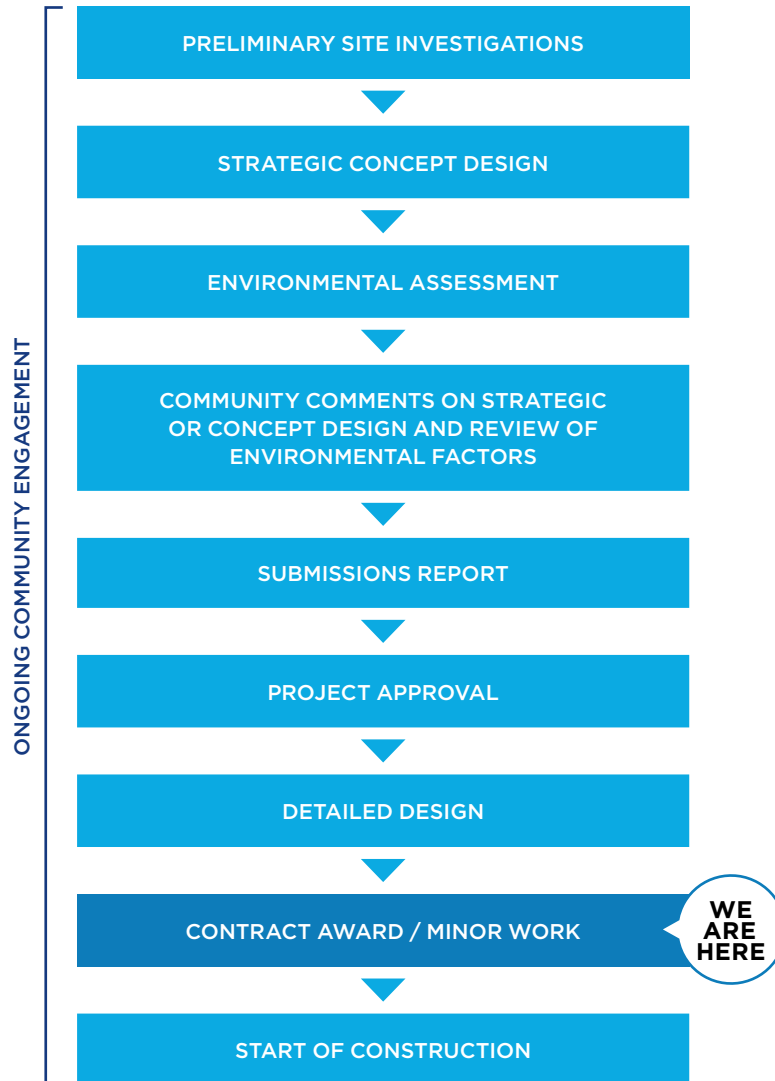 PRELIMINARY SITE INVESTIGATIONS
STRATEGIC CONCEPT DESIGN
ENVIRONMENTAL ASSESSMENT
COMMUNITY COMMENTS ON STRATEGIC
OR CONCEPT DESIGN AND REVIEW OF
ENVIRONMENTAL FACTORS
SUBMISSIONS REPORT
PROJECT APPROVAL
DETAILED DESIGN
CONTRACT AWARD / MINOR WORK
WE
ARE
HERE
START OF CONSTRUCTION
ONGOING COMMUNITY ENGAGEMENT